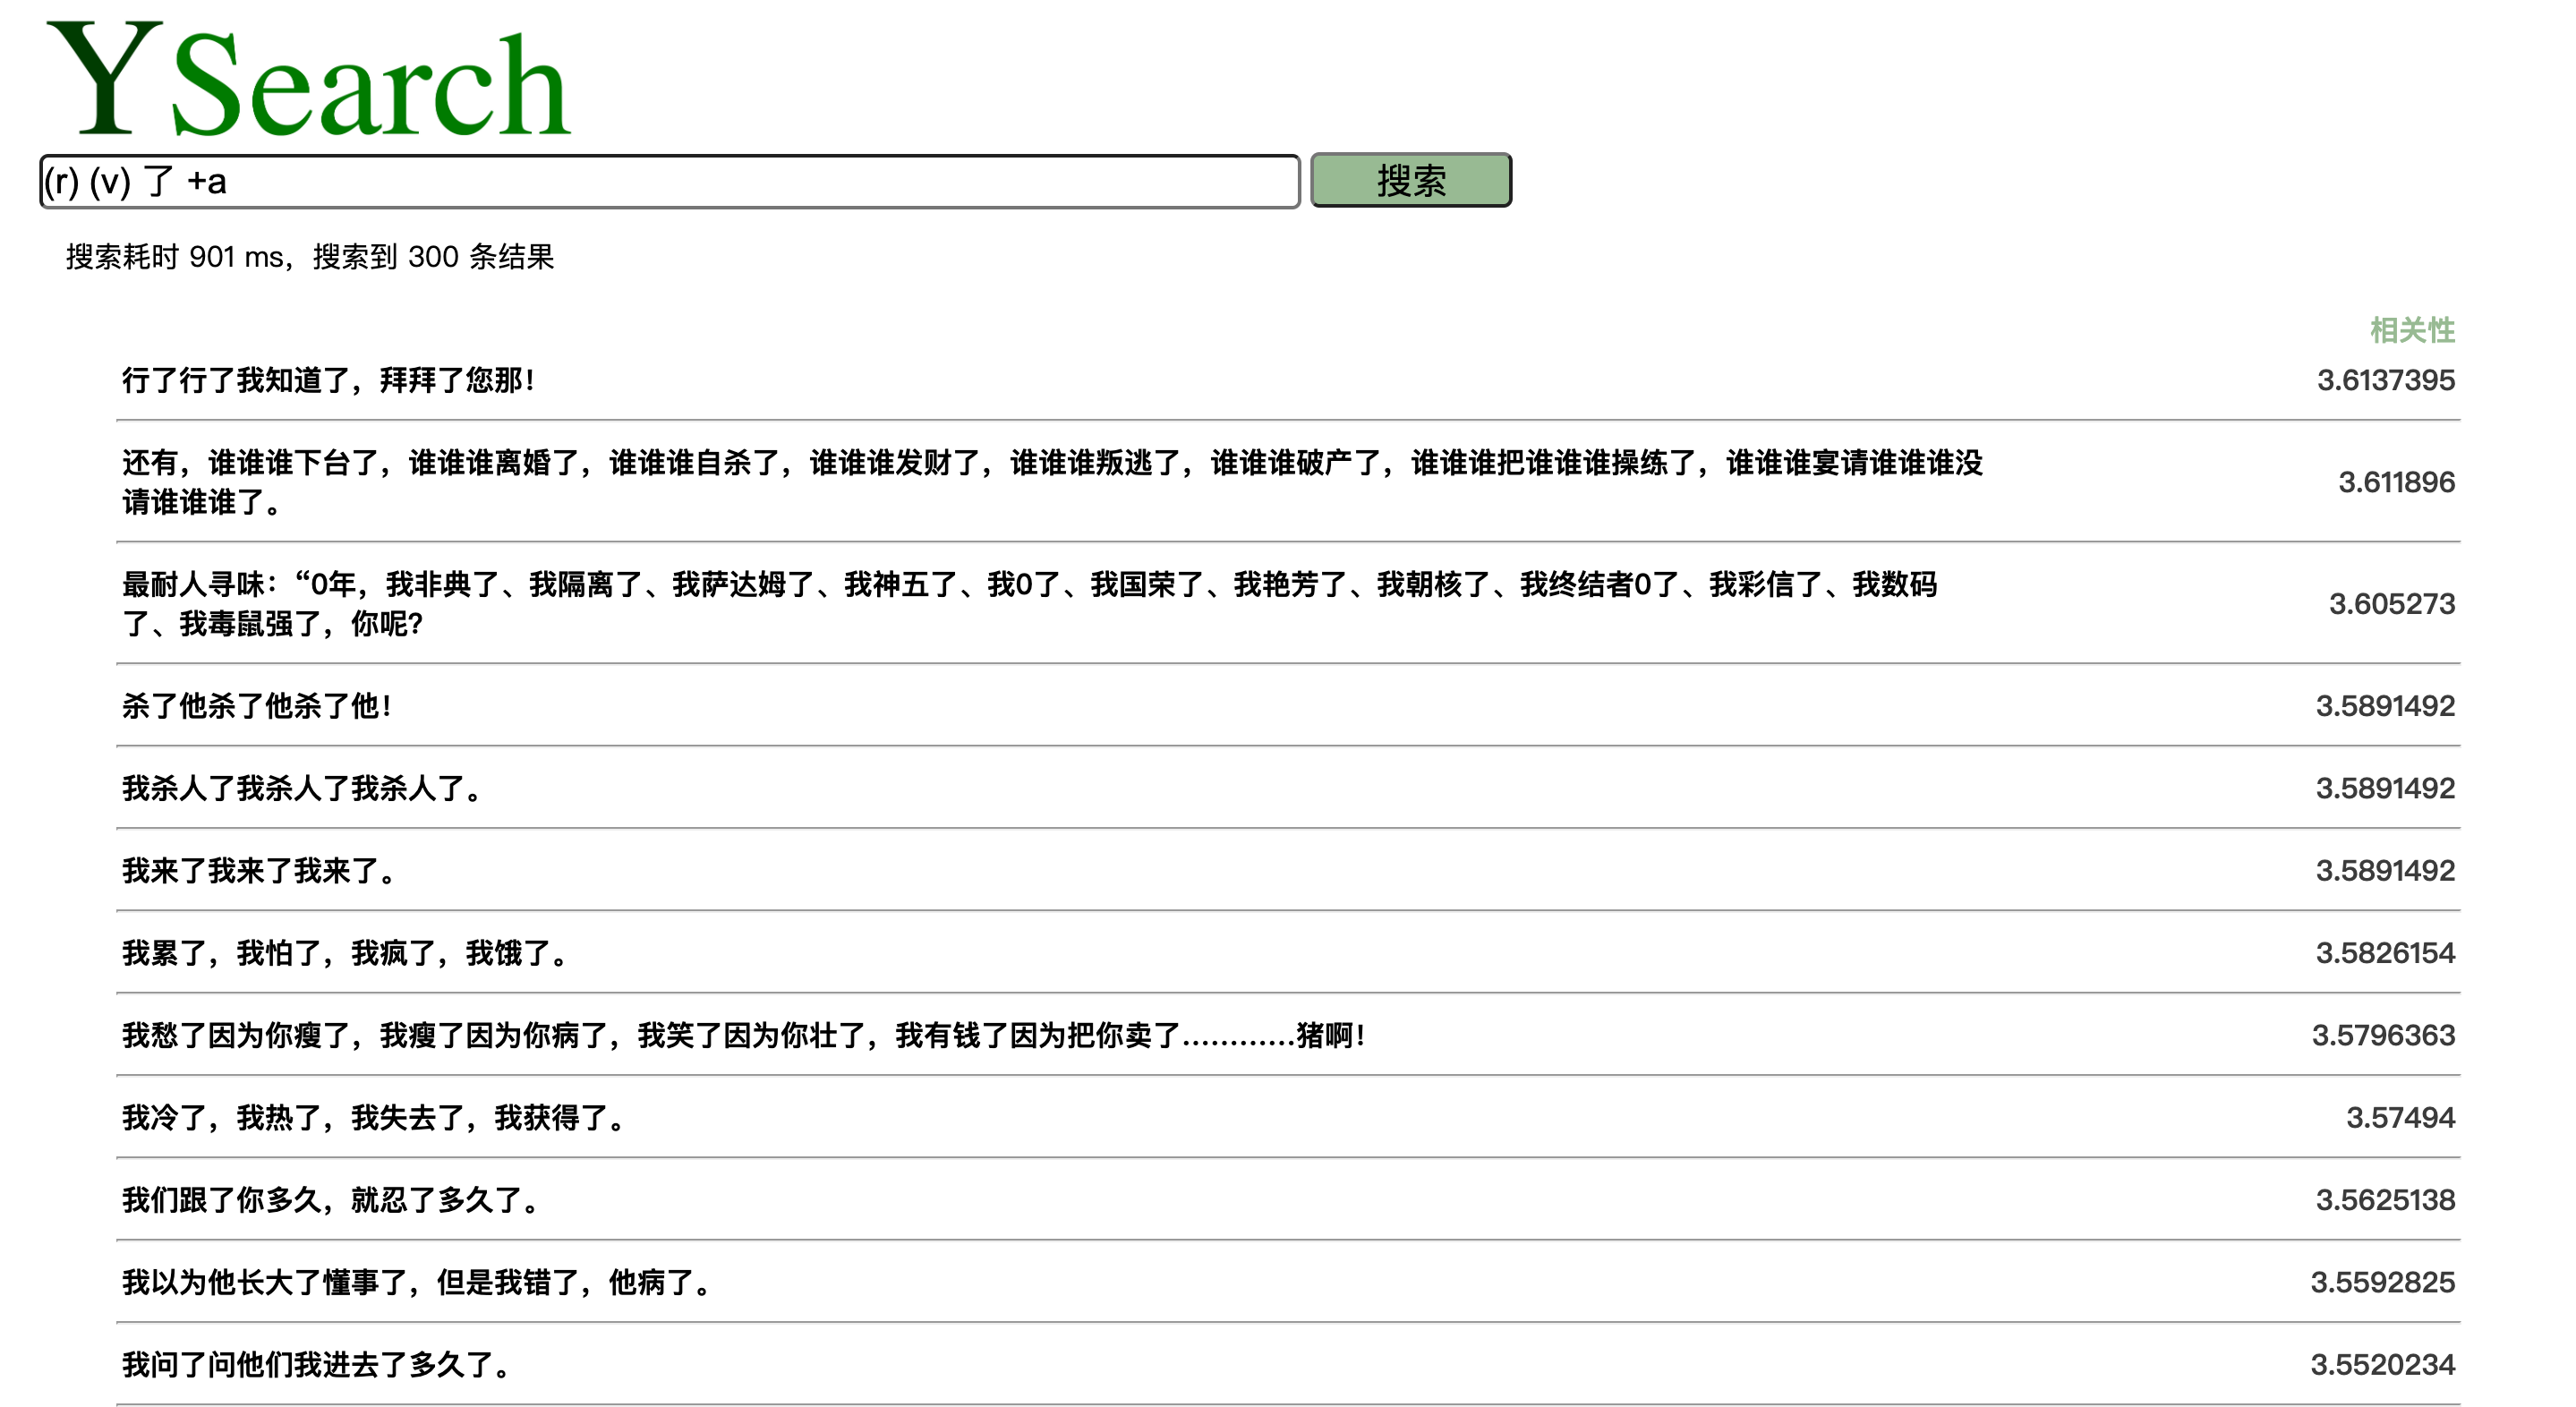 YSearch
(r) (v) 了 +a 搜索
搜索耗时 901 ms，搜索到 300 条结果
相关性
行了行了我知道了，拜拜了您那！ 3.6137395
还有，谁谁谁下台了，谁谁谁离婚了，谁谁谁自杀了，谁谁谁发财了，谁谁谁叛逃了，谁谁谁破产了，谁谁谁把谁谁谁操练了，谁谁谁宴请谁谁谁没
请谁谁谁了。 3.611896
最耐人寻味：“0年，我非典了、我隔离了、我萨达姆了、我神五了、我0了、我国荣了、我艳芳了、我朝核了、我终结者0了、我彩信了、我数码
了、我毒鼠强了，你呢？ 3.605273
杀了他杀了他杀了他！ 3.5891492
我杀人了我杀人了我杀人了。 3.5891492
我来了我来了我来了。 3.5891492
我累了，我怕了，我疯了，我饿了。 3.5826154
我愁了因为你瘦了，我瘦了因为你病了，我笑了因为你壮了，我有钱了因为把你卖了…………猪啊！ 3.5796363
我冷了，我热了，我失去了，我获得了。 3.57494
我们跟了你多久，就忍了多久了。 3.5625138
我以为他长大了懂事了，但是我错了，他病了。 3.5592825
我问了问他们我进去了多久了。 3.5520234